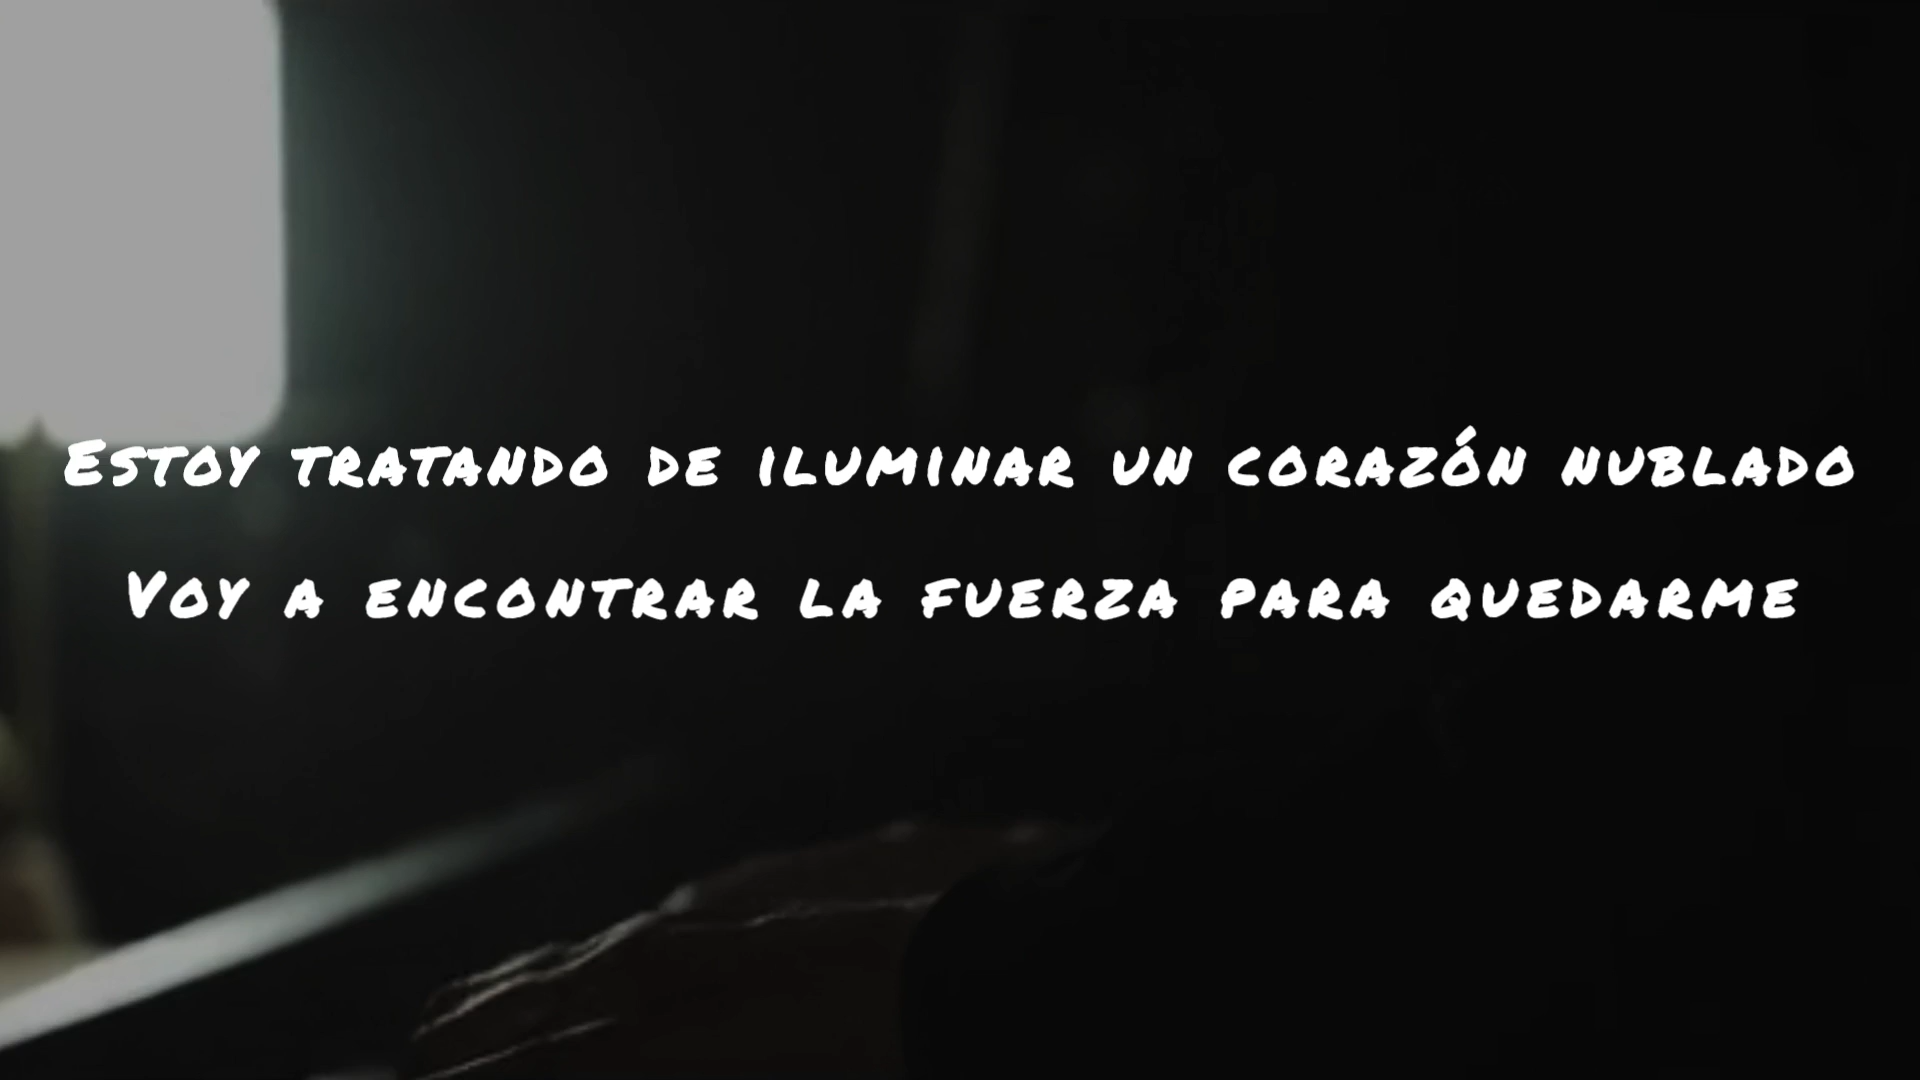 Estoy tratando de iluminar un corazón nublado
Voy a encontrar la fuerza para quedarme